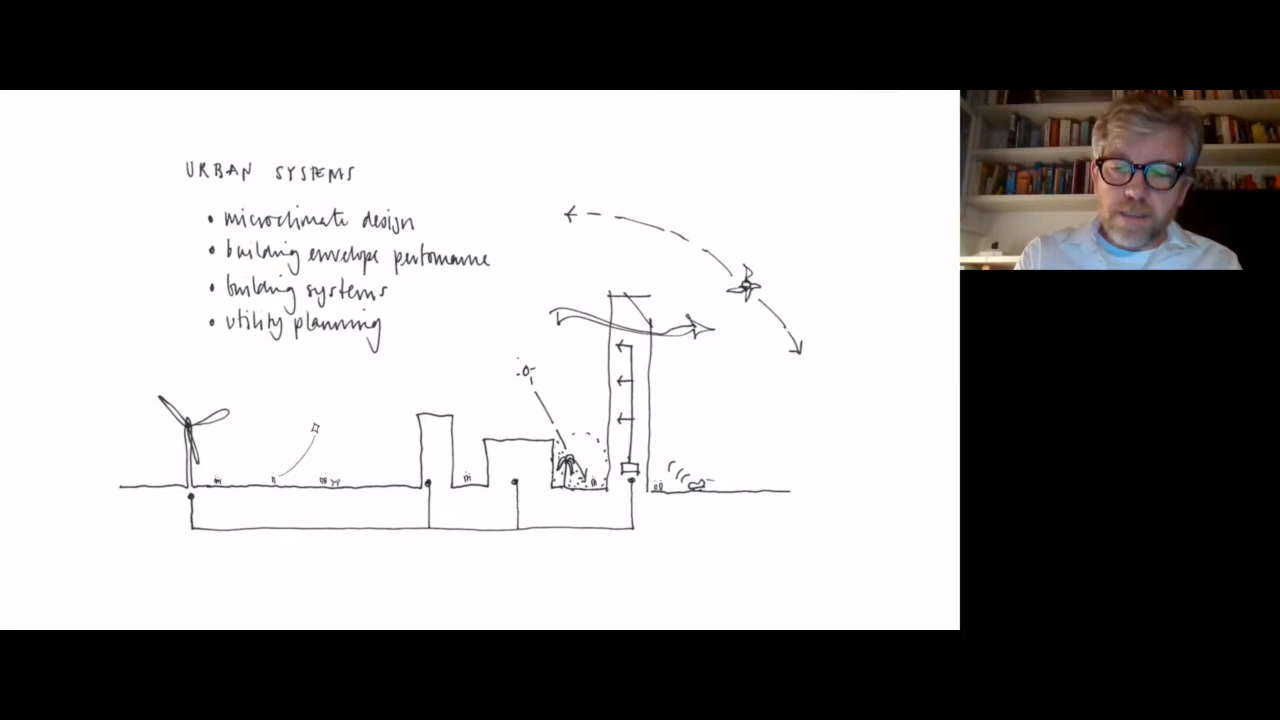 URBAN SYSTEMS
• microclimate design
• building envelope performance
• building systems
• utility planning